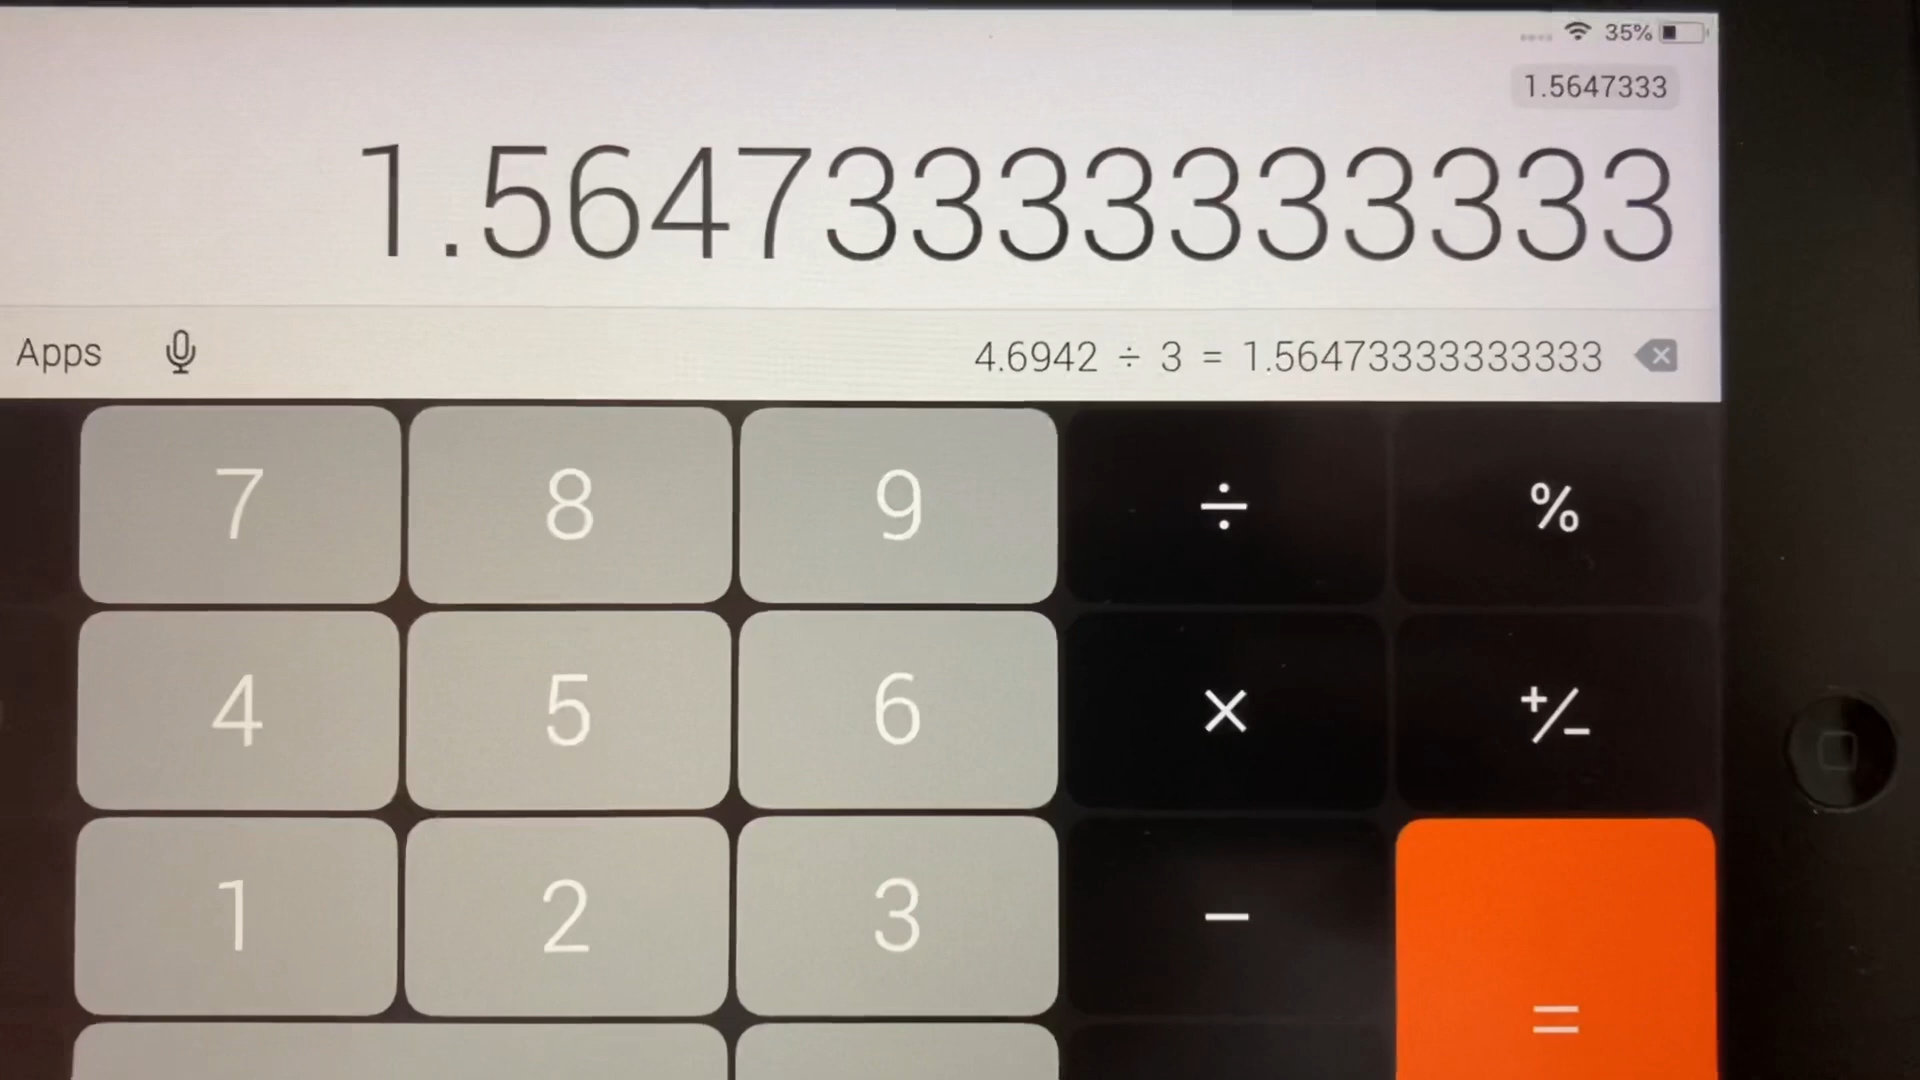 35%
1.5647333
1.56473333333333
Apps 4.6942 ÷ 3 = 1.56473333333333
7 8 9 ÷ %
4 5 6 × +/−
1 2 3 −
=